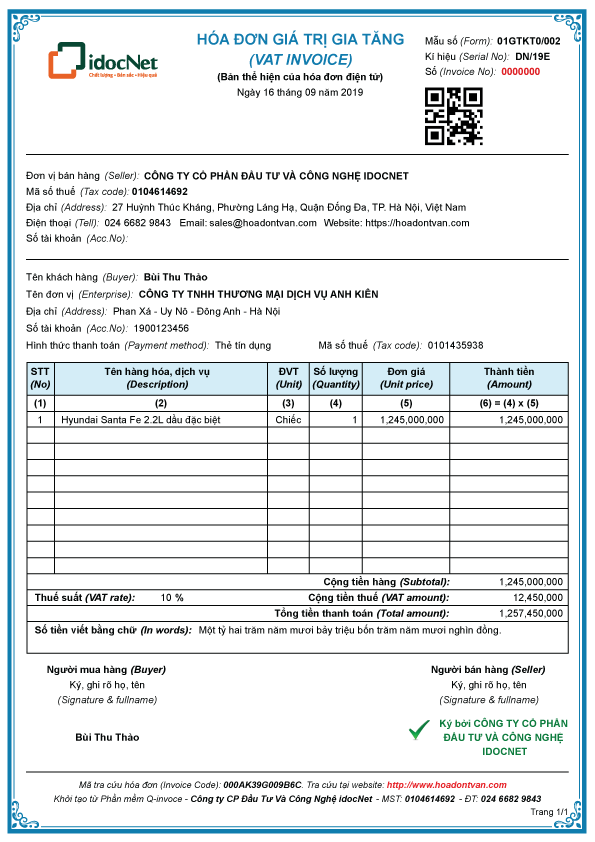 idocNet
Chất lượng • Bản sắc • Hiệu quả
HÓA ĐƠN GIÁ TRỊ GIA TĂNG
(VAT INVOICE)
(Bản thể hiện của hóa đơn điện tử)
Ngày 16 tháng 09 năm 2019
Mẫu số (Form): 01GTKT0/002
Kí hiệu (Serial No): DN/19E
Số (Invoice No): 0000000
Đơn vị bán hàng (Seller): CÔNG TY CỔ PHẦN ĐẦU TƯ VÀ CÔNG NGHỆ IDOCNET
Mã số thuế (Tax code): 0104614692
Địa chỉ (Address): 27 Huỳnh Thúc Kháng, Phường Láng Hạ, Quận Đống Đa, TP. Hà Nội, Việt Nam
Điện thoại (Tell): 024 6682 9843 Email: sales@hoadontvan.com Website: https://hoadontvan.com
Số tài khoản (Acc.No):
Tên khách hàng (Buyer): Bùi Thu Thảo
Tên đơn vị (Enterprise): CÔNG TY TNHH THƯƠNG MẠI DỊCH VỤ ANH KIÊN
Địa chỉ (Address): Phan Xá - Uy Nô - Đông Anh - Hà Nội
Số tài khoản (Acc.No): 1900123456
Hình thức thanh toán (Payment method): Thẻ tín dụng Mã số thuế (Tax code): 0101435938
STT Tên hàng hóa, dịch vụ ĐVT Số lượng Đơn giá Thành tiền
(No) (Description) (Unit) (Quantity) (Unit price) (Amount)
(1) (2) (3) (4) (5) (6) = (4) x (5)
1 Hyundai Santa Fe 2.2L dầu đặc biệt Chiếc 1 1,245,000,000 1,245,000,000
Cộng tiền hàng (Subtotal): 1,245,000,000
Thuế suất (VAT rate): 10 % Cộng tiền thuế (VAT amount): 12,450,000
Tổng tiền thanh toán (Total amount): 1,257,450,000
Số tiền viết bằng chữ (In words): Một tỷ hai trăm năm mươi bảy triệu bốn trăm năm mươi nghìn đồng.
Người mua hàng (Buyer) Người bán hàng (Seller)
Ký, ghi rõ họ, tên Ký, ghi rõ họ, tên
(Signature & fullname) (Signature & fullname)
Bùi Thu Thảo
Ký bởi CÔNG TY CỔ PHẦN
ĐẦU TƯ VÀ CÔNG NGHỆ
IDOCNET
Mã tra cứu hóa đơn (Invoice Code): 000AK39G009B6C. Tra cứu tại website: http://www.hoadontvan.com
Khởi tạo từ Phần mềm Q-invoce - Công ty CP Đầu Tư Và Công Nghệ idocNet - MST: 0104614692 - ĐT: 024 6682 9843
Trang 1/1